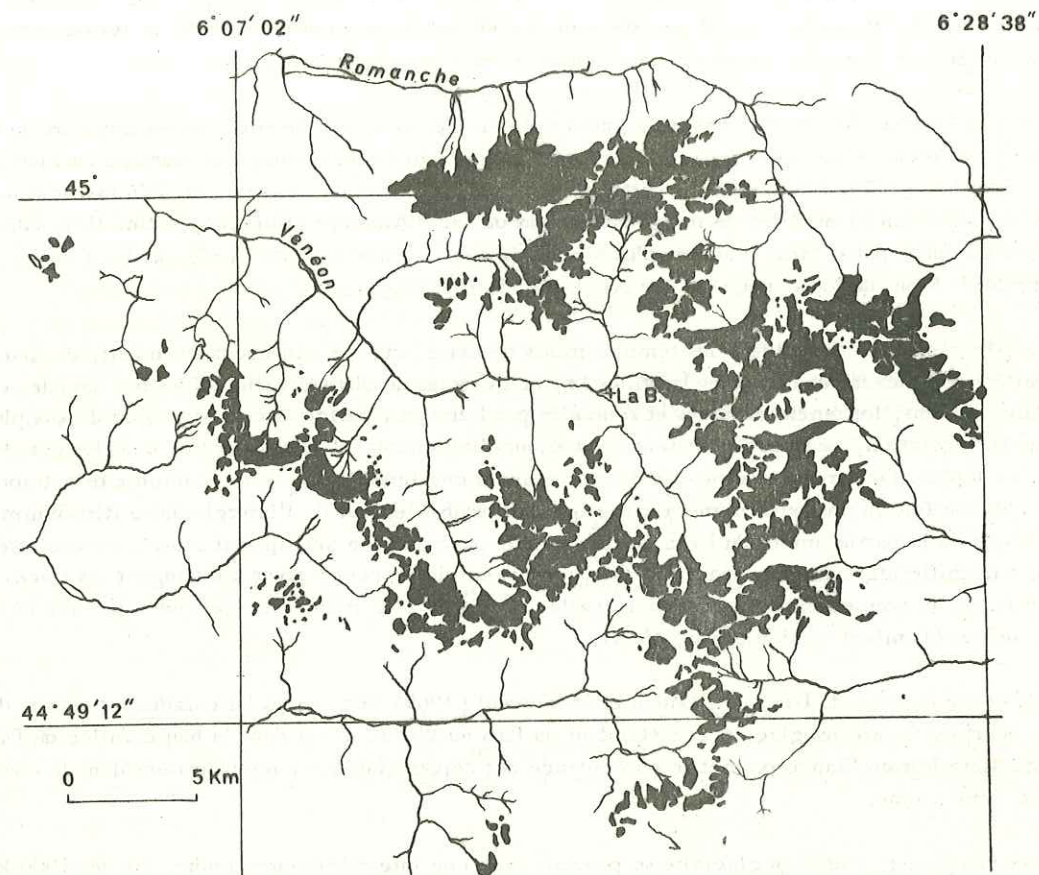 6° 07′ 02″
6° 28′ 38″
Romanche
45°
Vénéon
La B.
44° 49′ 12″
0 5 Km